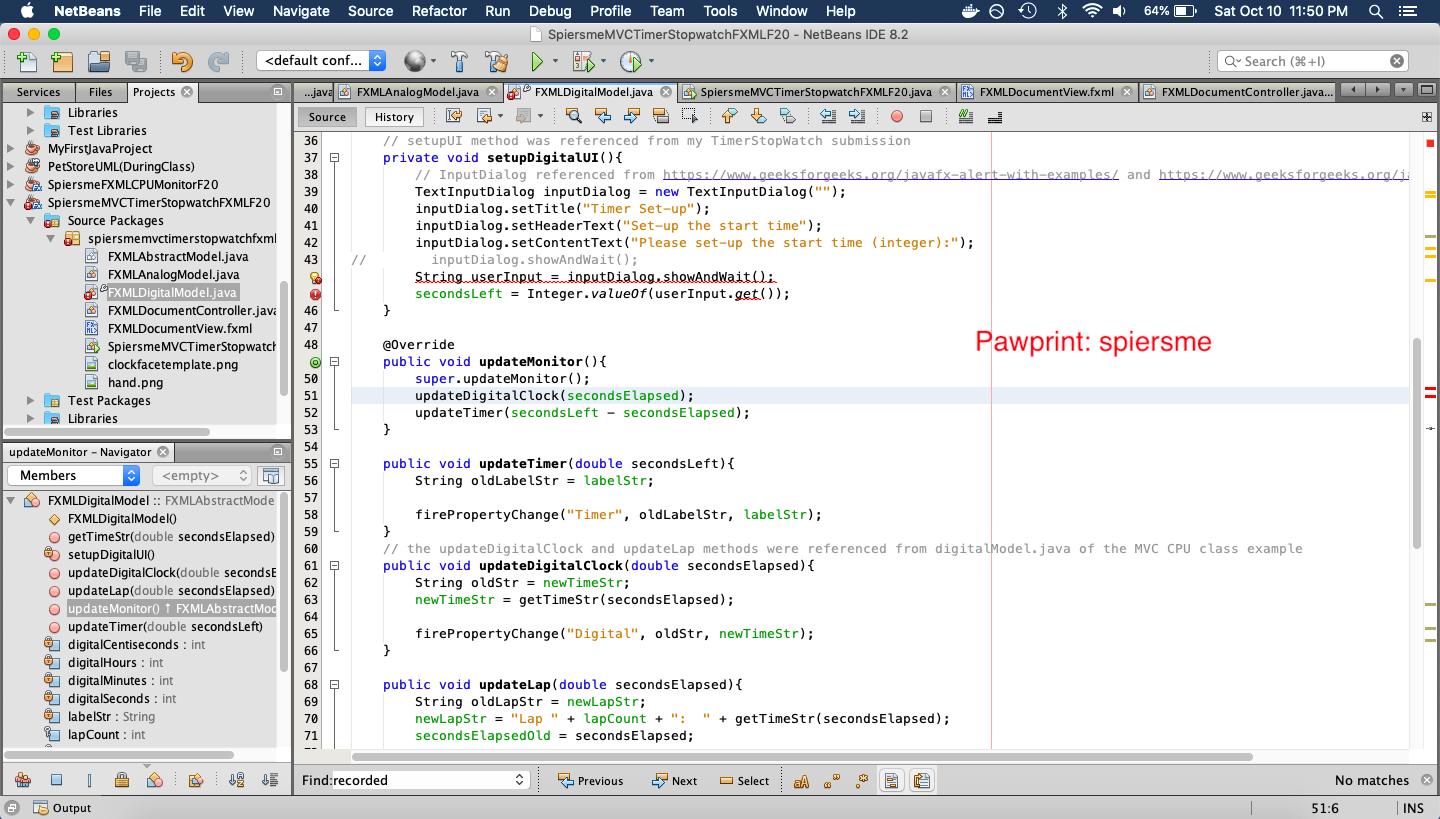 NetBeans File Edit View Navigate Source Refactor Run Debug Profile Team Tools Window Help 64% Sat Oct 10 11:50 PM
SpiersmeMVCTimerStopwatchFXMLF20 - NetBeans IDE 8.2
<default conf... Search (⌘+I)
Services Files Projects ...java FXMLAnalogModel.java FXMLDigitalModel.java SpiersmeMVCTimerStopwatchFXMLF20.java FXMLDocumentView.fxml FXMLDocumentController.java...
Source History
Libraries
Test Libraries
MyFirstJavaProject
PetStoreUML(DuringClass)
SpiersmeFXMLCPUMonitorF20
SpiersmeMVCTimerStopwatchFXMLF20
Source Packages
spiersmemvctimerstopwatchfxml
FXMLAbstractModel.java
FXMLAnalogModel.java
FXMLDigitalModel.java
FXMLDocumentController.java
FXMLDocumentView.fxml
SpiersmeMVCTimerStopwatch
clockfacetemplate.png
hand.png
Test Packages
Libraries
updateMonitor - Navigator
Members <empty>
FXMLDigitalModel :: FXMLAbstractMode
FXMLDigitalModel()
getTimeStr(double secondsElapsed)
setupDigitalUI()
updateDigitalClock(double secondsE
updateLap(double secondsElapsed)
updateMonitor() ↑ FXMLAbstractMod
updateTimer(double secondsLeft)
digitalCentiseconds : int
digitalHours : int
digitalMinutes : int
digitalSeconds : int
labelStr : String
lapCount : int
36 // setupUI method was referenced from my TimerStopWatch submission
37 private void setupDigitalUI(){
38 // InputDialog referenced from https://www.geeksforgeeks.org/javafx-alert-with-examples/ and https://www.geeksforgeeks.org/ja
39 TextInputDialog inputDialog = new TextInputDialog("");
40 inputDialog.setTitle("Timer Set-up");
41 inputDialog.setHeaderText("Set-up the start time");
42 inputDialog.setContentText("Please set-up the start time (integer):");
43 // inputDialog.showAndWait();
String userInput = inputDialog.showAndWait();
secondsLeft = Integer.valueOf(userInput.get());
46 }
47
48 @Override
public void updateMonitor(){
50 super.updateMonitor();
51 updateDigitalClock(secondsElapsed);
52 updateTimer(secondsLeft - secondsElapsed);
53 }
54
55 public void updateTimer(double secondsLeft){
56 String oldLabelStr = labelStr;
57
58 firePropertyChange("Timer", oldLabelStr, labelStr);
59 }
60 // the updateDigitalClock and updateLap methods were referenced from digitalModel.java of the MVC CPU class example
61 public void updateDigitalClock(double secondsElapsed){
62 String oldStr = newTimeStr;
63 newTimeStr = getTimeStr(secondsElapsed);
64
65 firePropertyChange("Digital", oldStr, newTimeStr);
66 }
67
68 public void updateLap(double secondsElapsed){
69 String oldLapStr = newLapStr;
70 newLapStr = "Lap " + lapCount + ":  " + getTimeStr(secondsElapsed);
71 secondsElapsedOld = secondsElapsed;
Pawprint: spiersme
Find: recorded Previous Next Select No matches
Output 51:6 INS